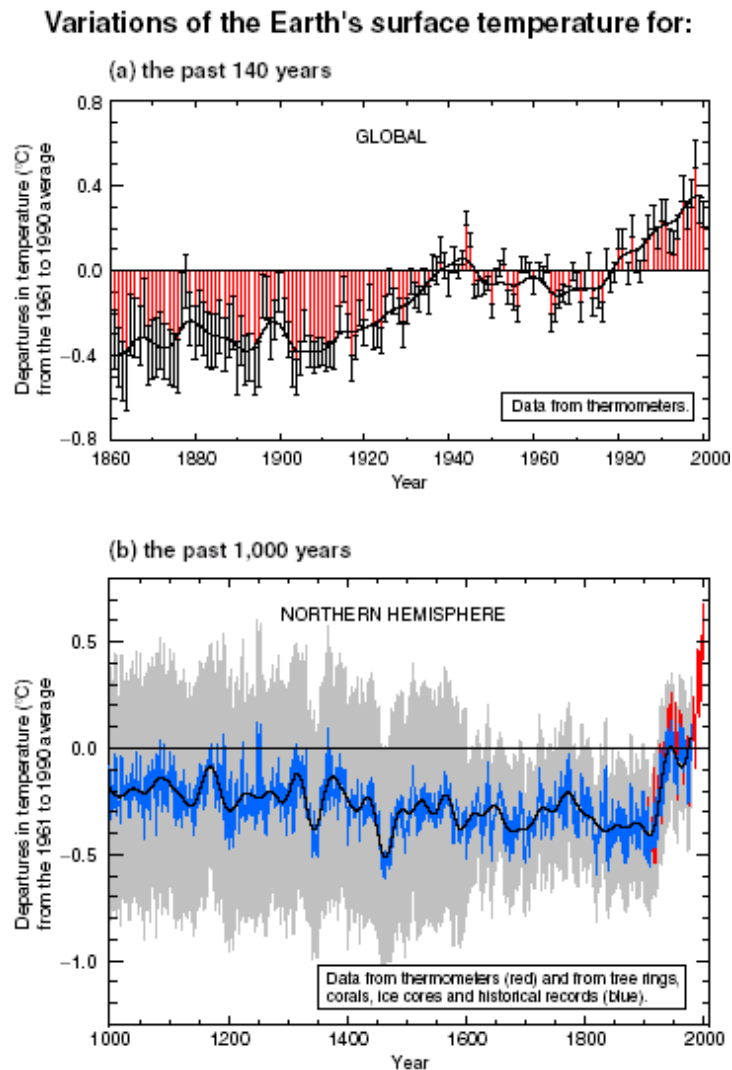 Variations of the Earth's surface temperature for:
(a) the past 140 years
GLOBAL
Departures in temperature (°C)
from the 1961 to 1990 average
0.8
0.4
0.0
−0.4
−0.8
Data from thermometers.
1860 1880 1900 1920 1940 1960 1980 2000
Year
(b) the past 1,000 years
NORTHERN HEMISPHERE
Departures in temperature (°C)
from the 1961 to 1990 average
0.5
0.0
−0.5
−1.0
Data from thermometers (red) and from tree rings,
corals, ice cores and historical records (blue).
1000 1200 1400 1600 1800 2000
Year